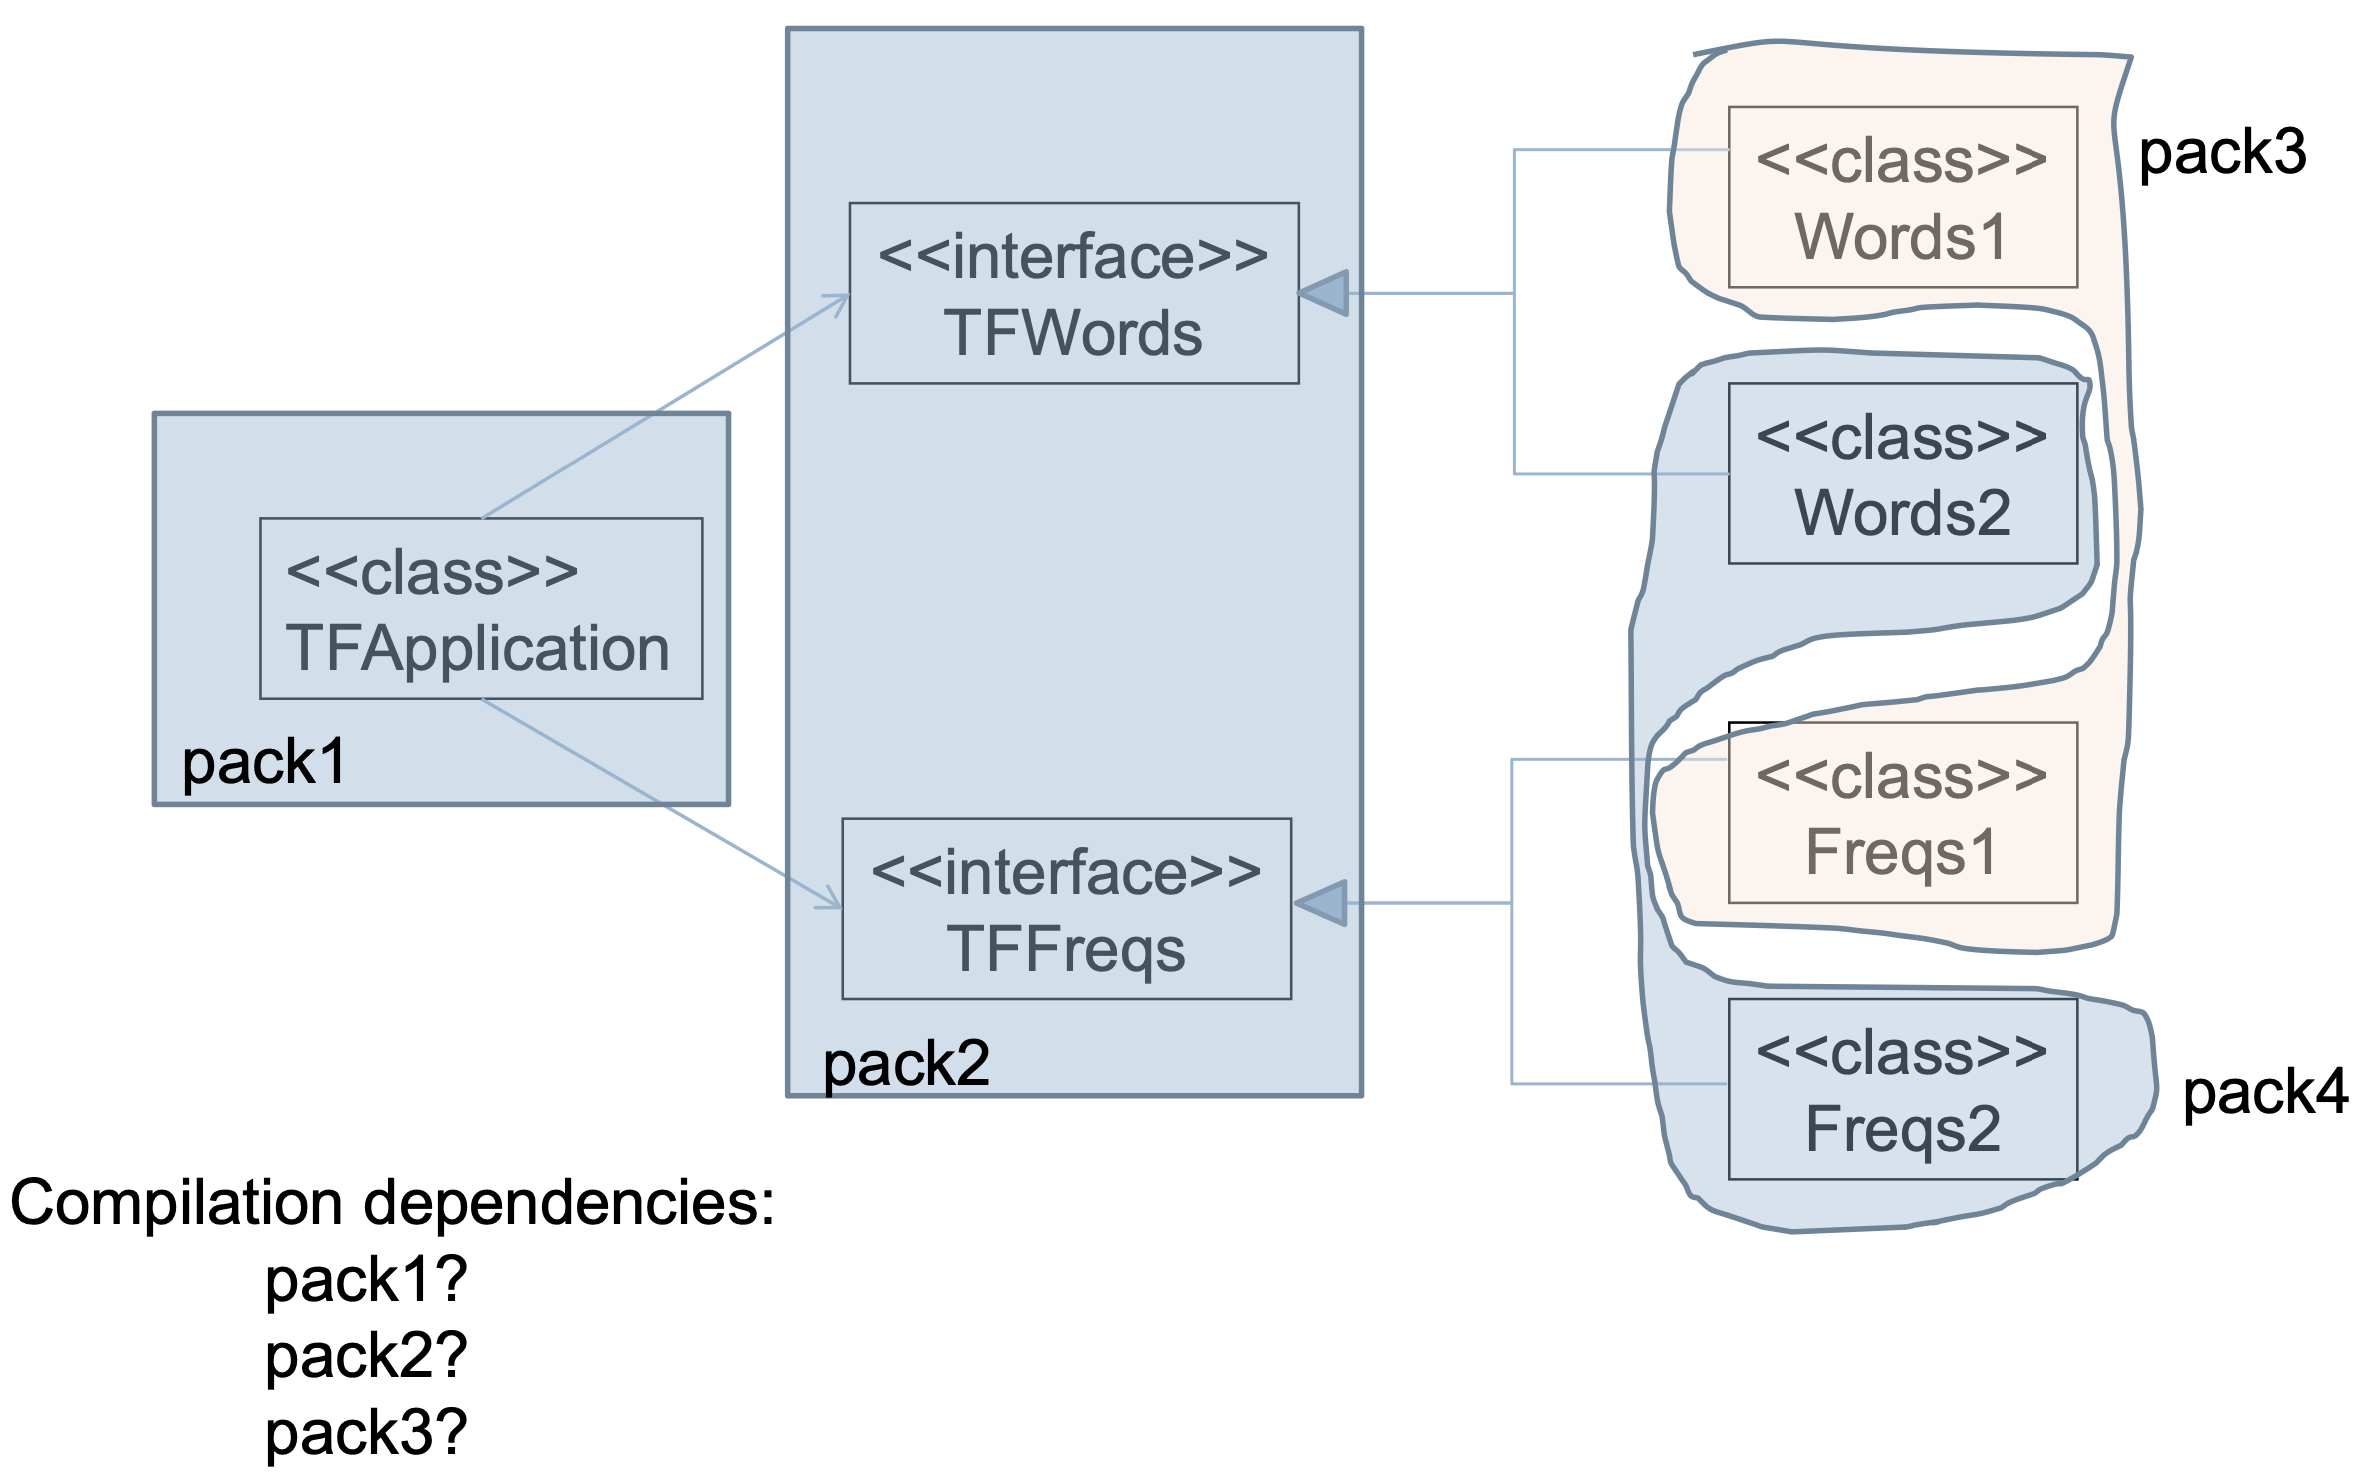 <<class>>
TFApplication
pack1
<<interface>>
TFWords
<<interface>>
TFFreqs
pack2
<<class>>
Words1
pack3
<<class>>
Words2
<<class>>
Freqs1
<<class>>
Freqs2
pack4
Compilation dependencies:
pack1?
pack2?
pack3?